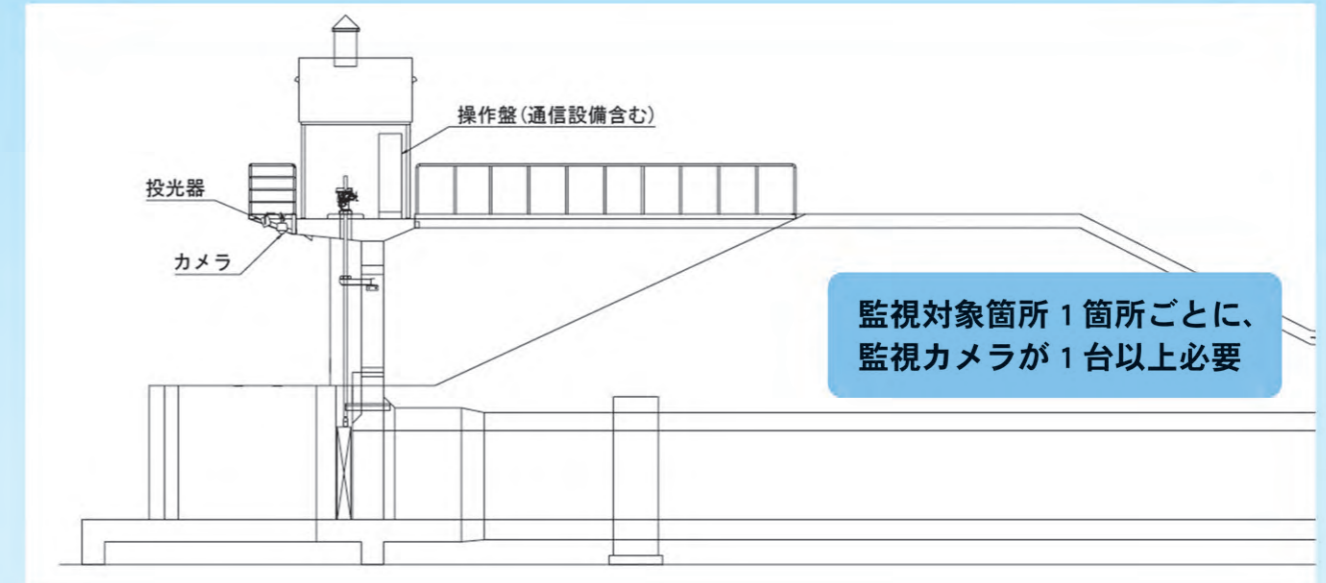 操作盤(通信設備含む)
投光器
カメラ
監視対象箇所1箇所ごとに、
監視カメラが1台以上必要